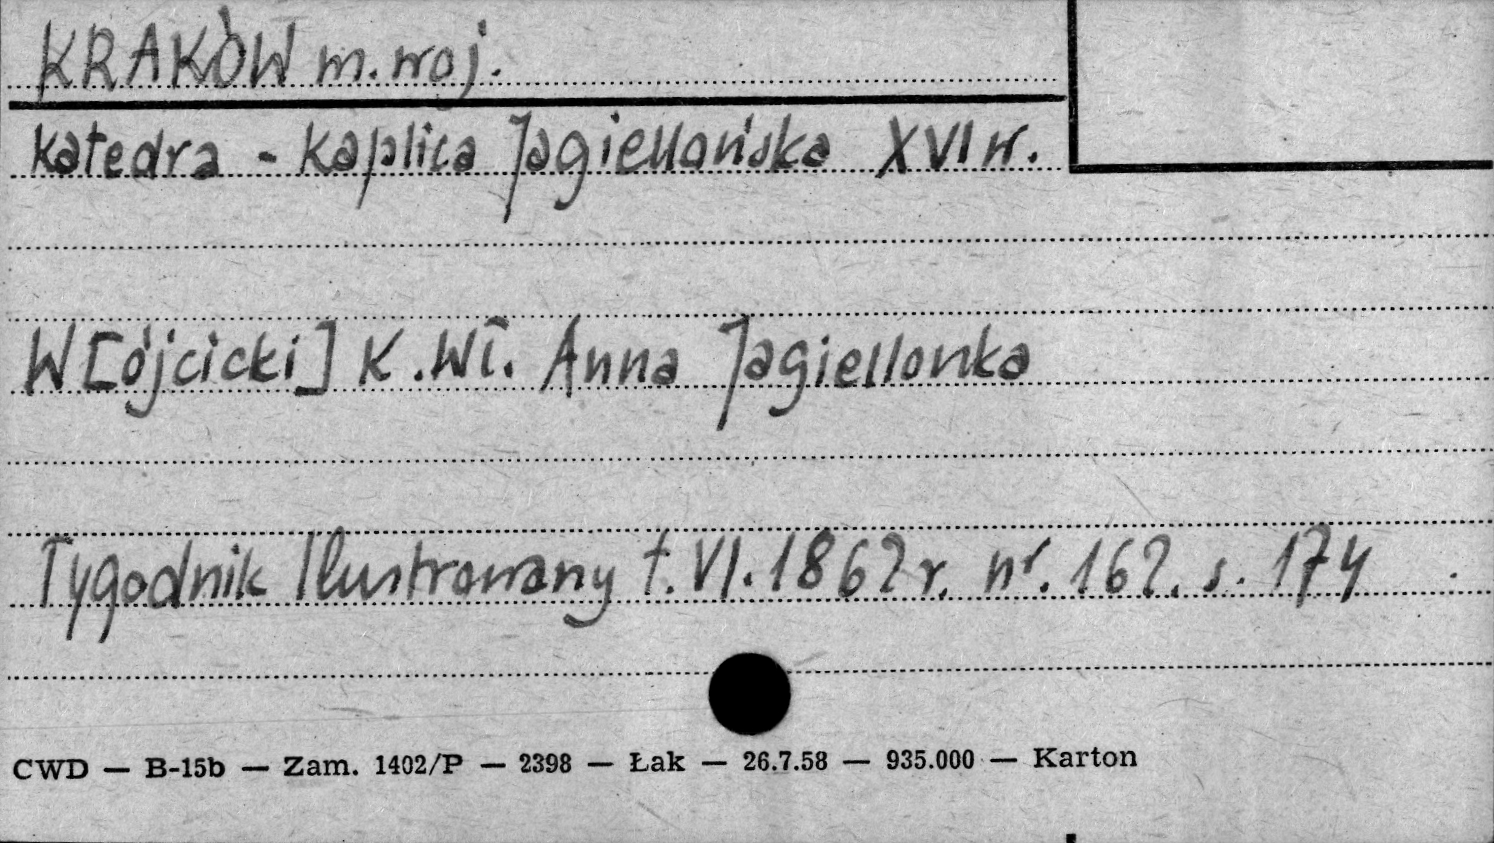 KRAKÓW m. woj.
Katedra - Kaplica Jagiellońska XVI w.
W[ójcicki] K. Wł. Anna Jagiellonka
Tygodnik Ilustrowany t. VI. 1862 r. nr. 162. s. 174
CWD — B-15b — Zam. 1402/P — 2398 — Łak — 26.7.58 — 935.000 — Karton